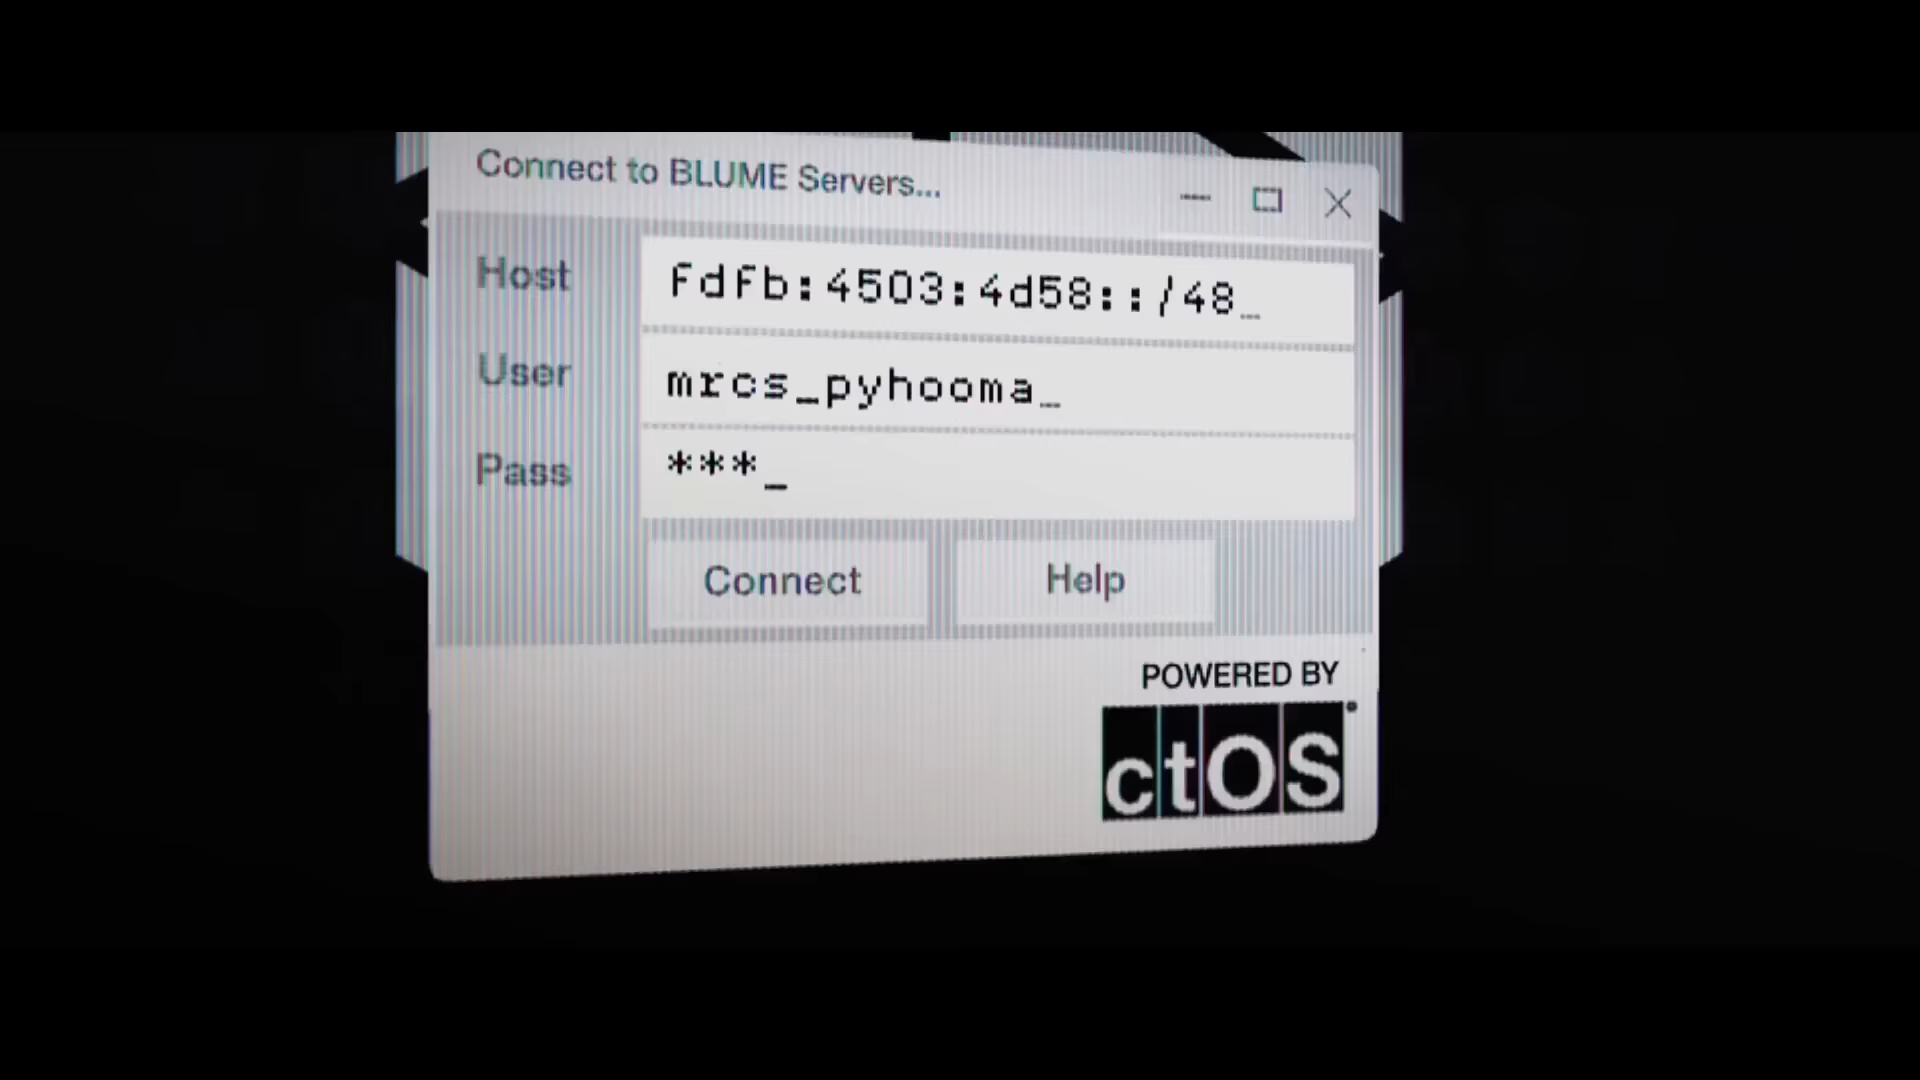 Connect to BLUME Servers...
Host fdfb:4503:4d58::/48_
User mrcs_pyhooma_
Pass ***_
Connect Help
POWERED BY
ctOS